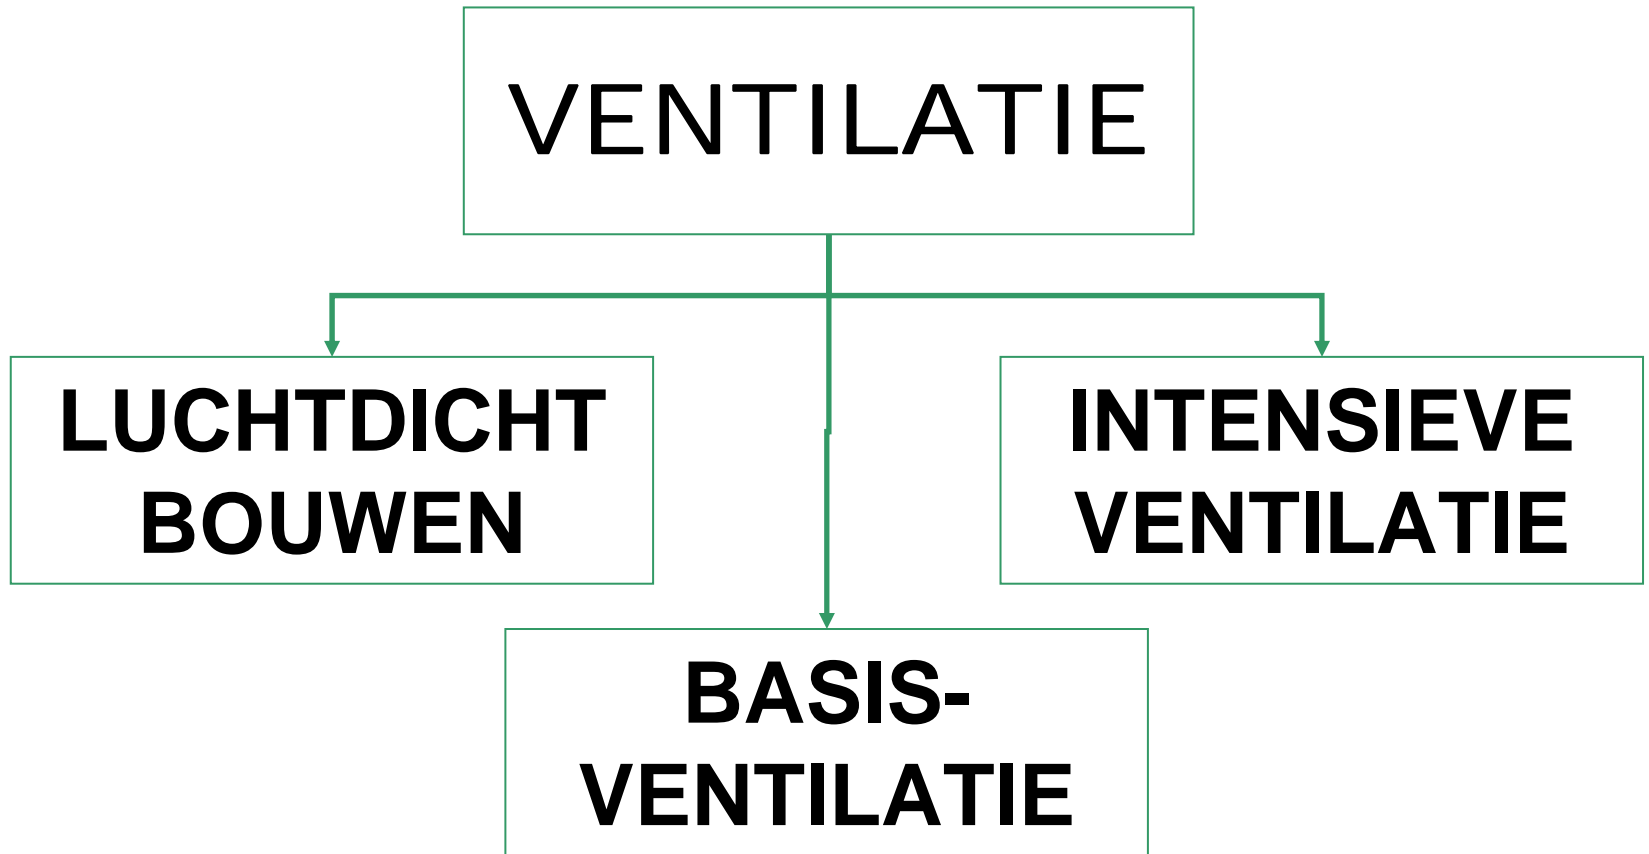 VENTILATIE
LUCHTDICHT
BOUWEN
INTENSIEVE
VENTILATIE
BASIS-
VENTILATIE